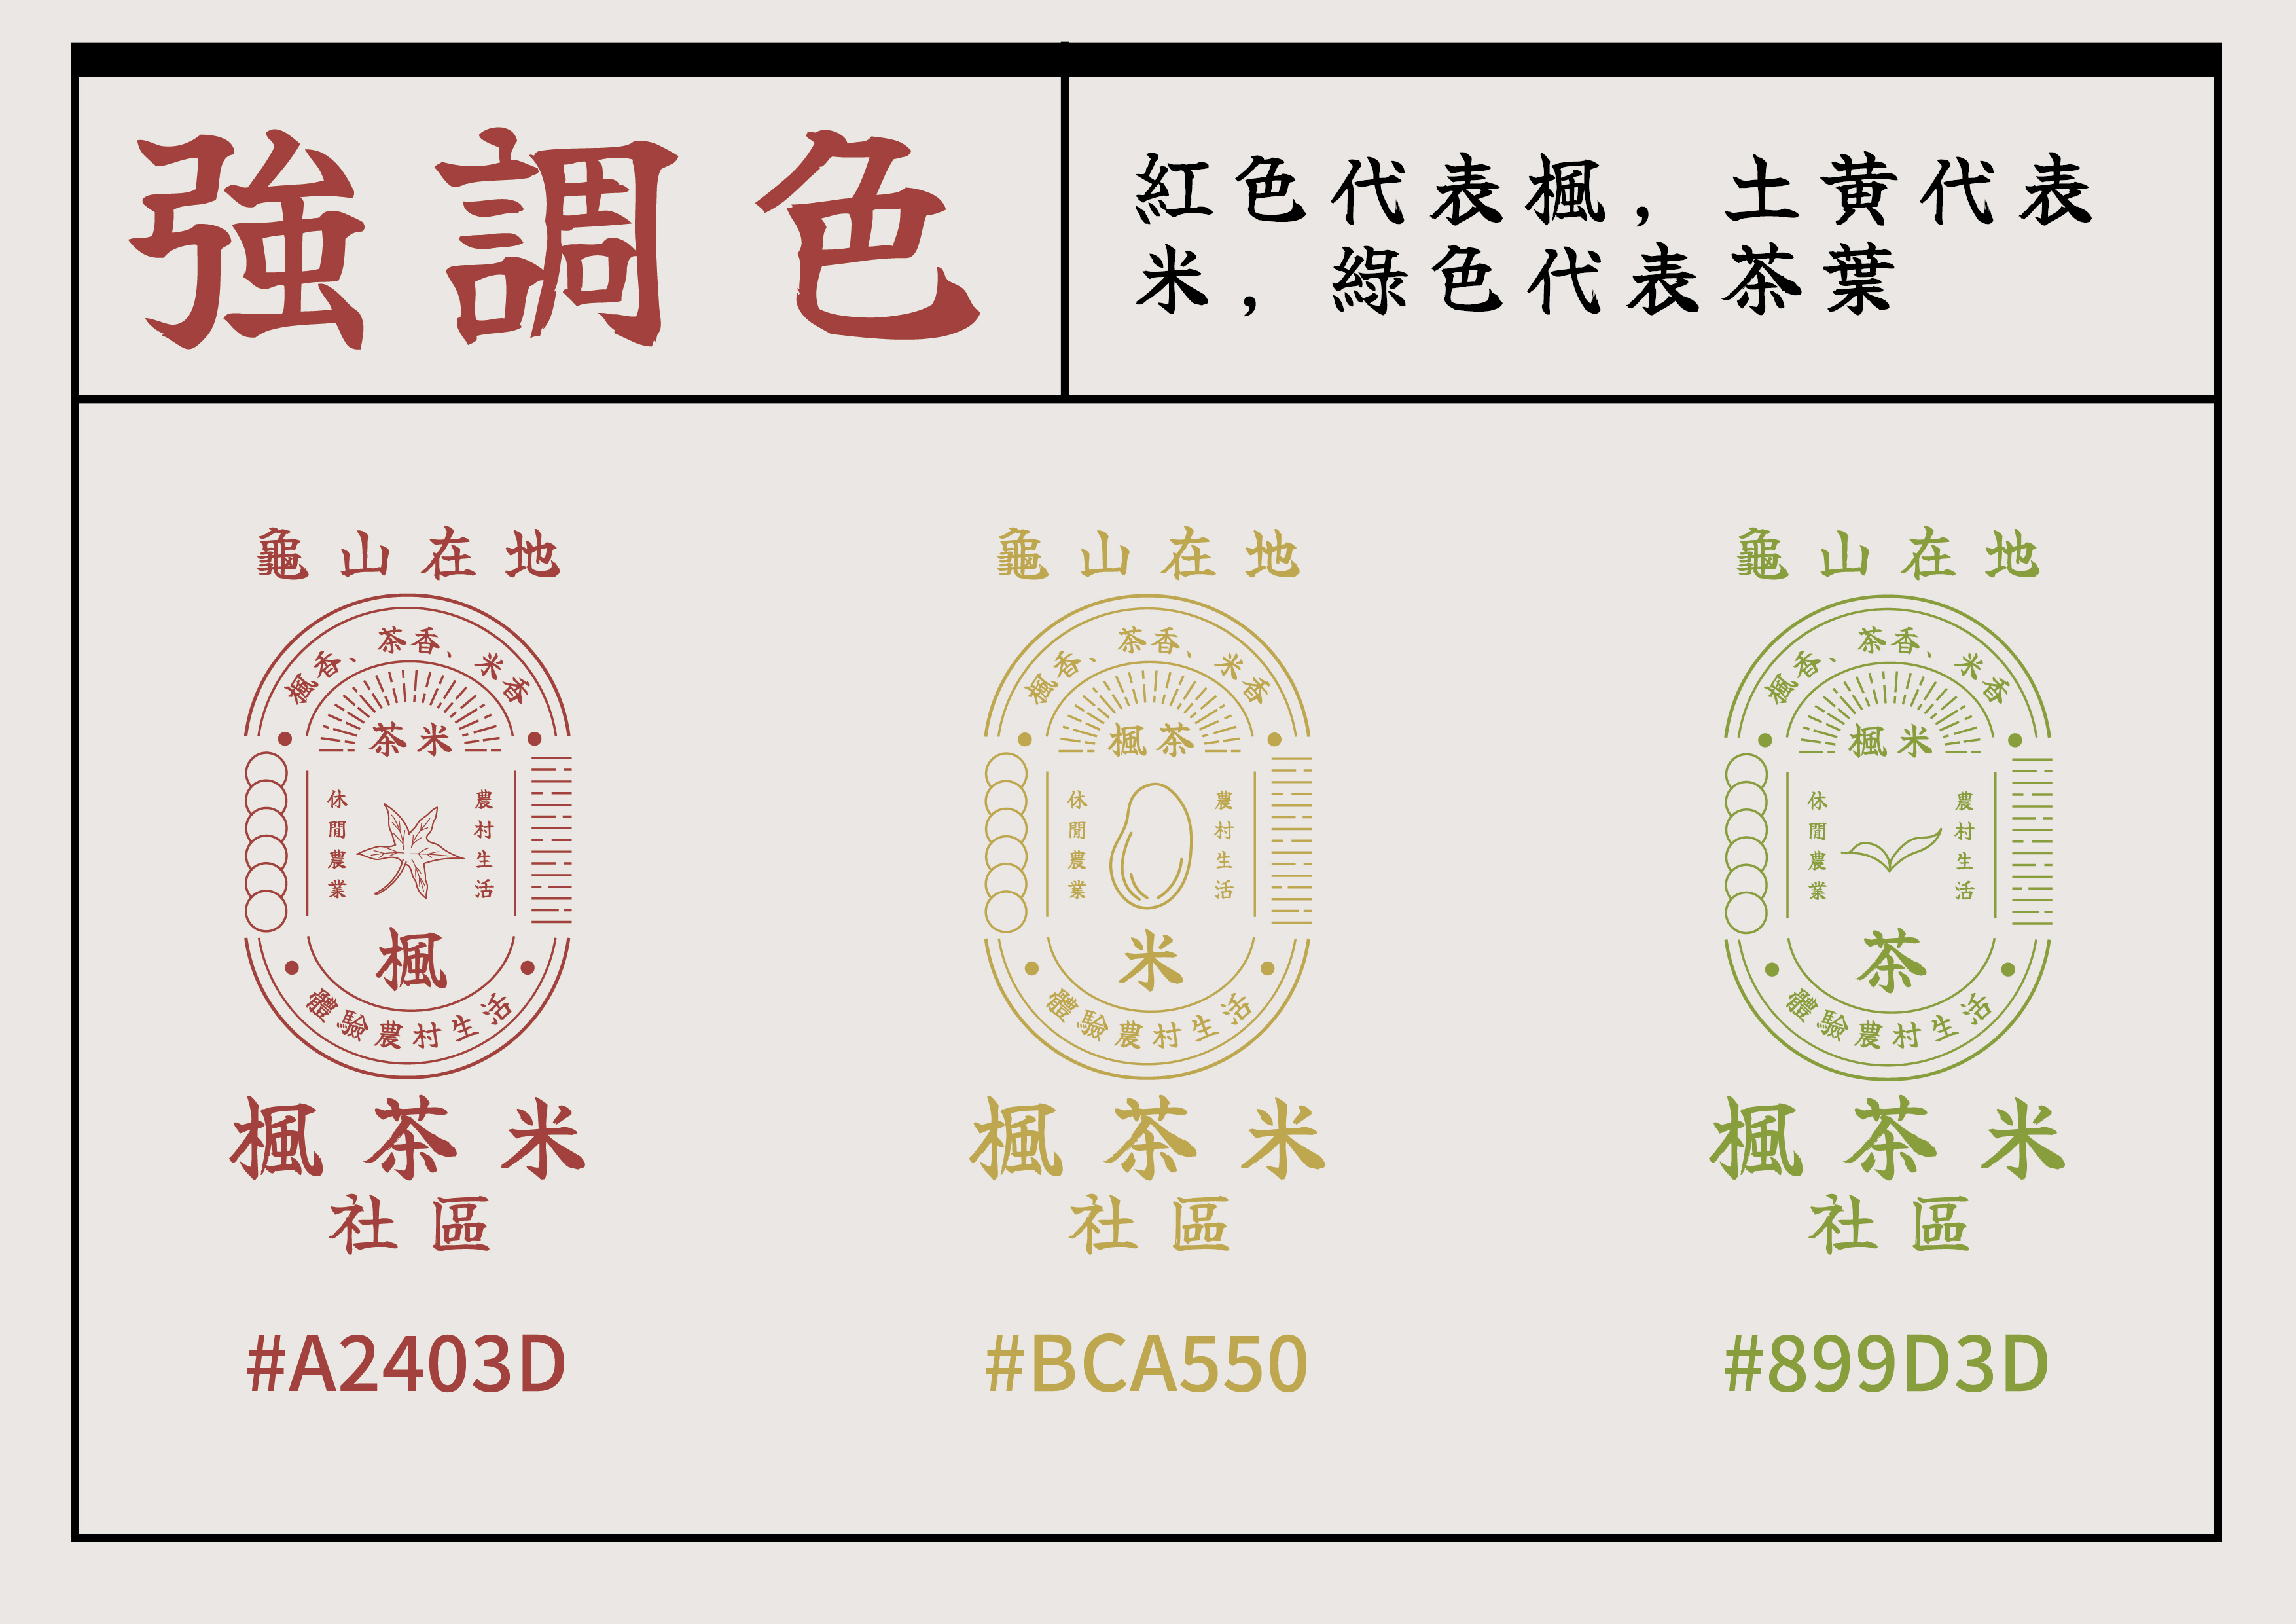 強調色
紅色代表楓，土黄代表
米，綠色代表茶葉
龜山在地
楓香、茶香、米香
茶米
休閒農業
農村生活
楓
體驗農村生活
楓茶米
社區
#A2403D
龜山在地
楓香、茶香、米香
楓茶
休閒農業
農村生活
米
體驗農村生活
楓茶米
社區
#BCA550
龜山在地
楓香、茶香、米香
楓米
休閒農業
農村生活
茶
體驗農村生活
楓茶米
社區
#899D3D